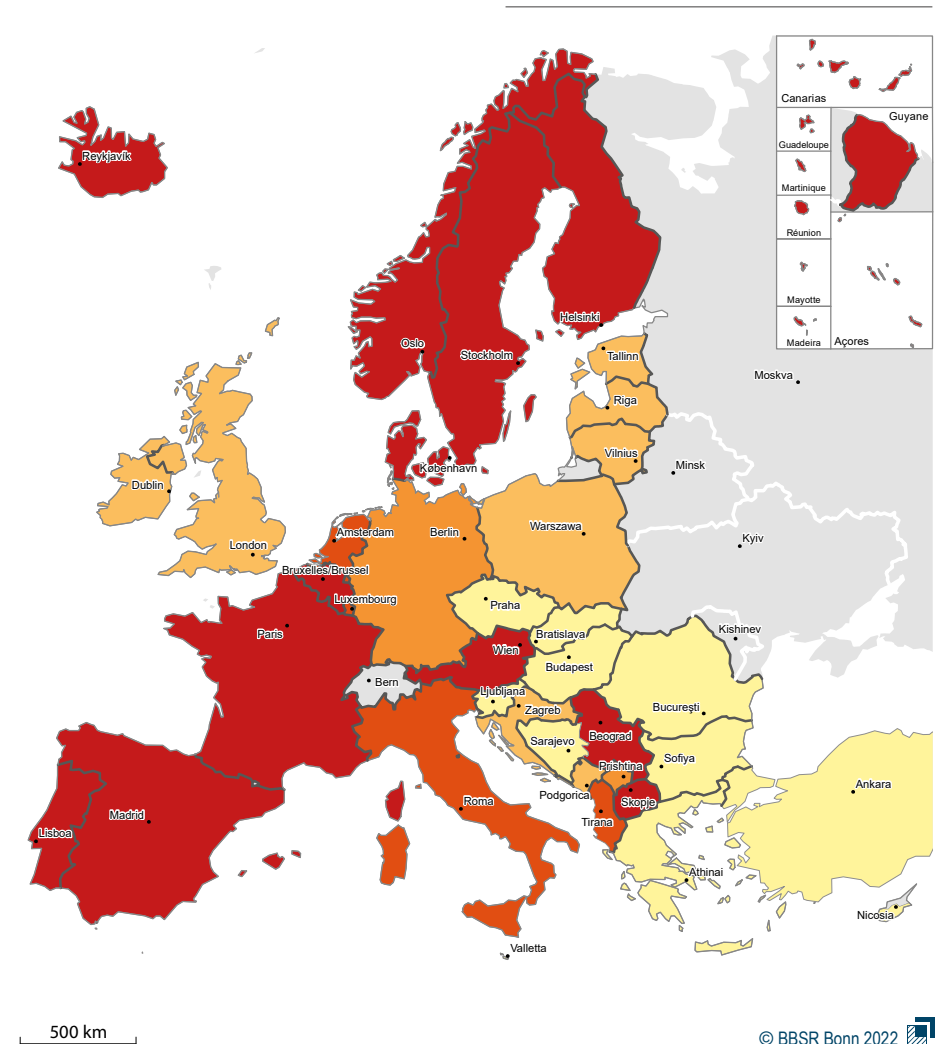 Canarias
Guyane
Guadeloupe
Martinique
Réunion
Mayotte
Madeira
Açores
Reykjavík
Helsinki
Oslo
Stockholm
Tallinn
Moskva
Riga
Vilnius
Minsk
København
Dublin
London
Amsterdam
Berlin
Warszawa
Kyiv
Bruxelles/Brussel
Luxembourg
Praha
Paris
Kishinev
Bratislava
Wien
Budapest
Bern
Ljubljana
Zagreb
Bucureşti
Beograd
Sarajevo
Sofiya
Prishtina
Podgorica
Skopje
Ankara
Roma
Tirana
Madrid
Lisboa
Athinai
Nicosia
Valletta
500 km
© BBSR Bonn 2022